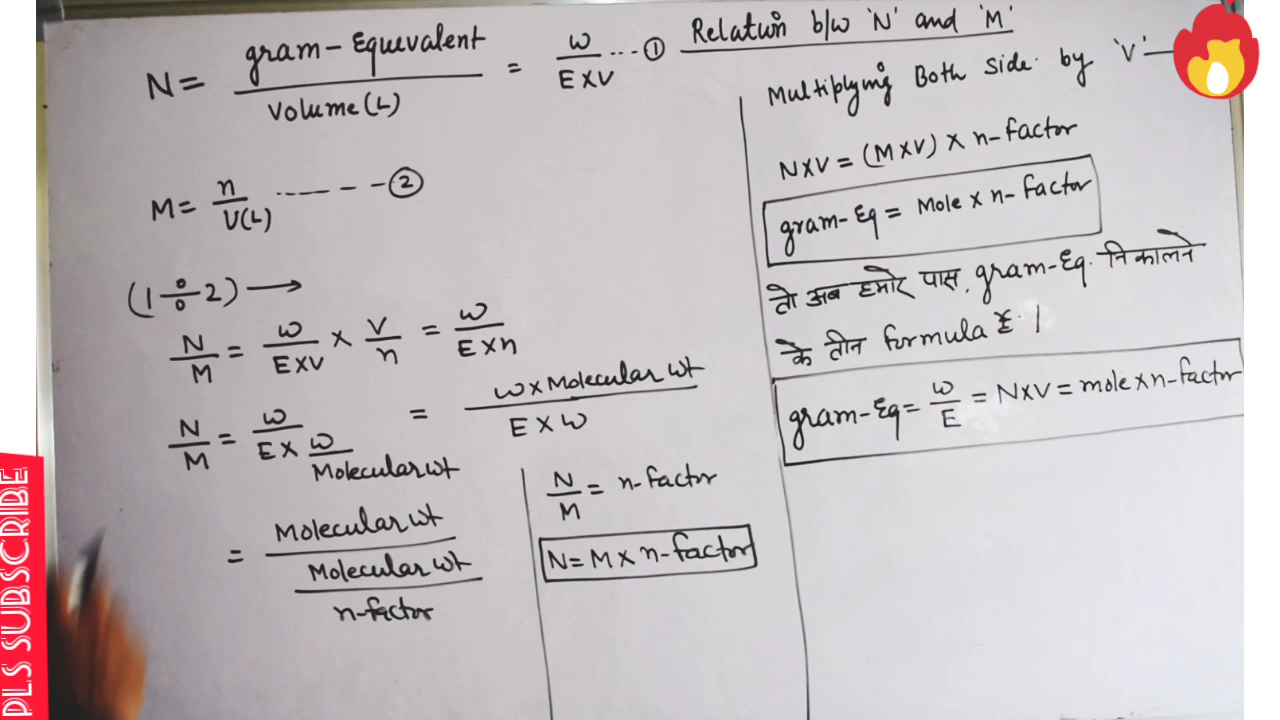 Relation b/w 'N' and 'M'
N = gram-Equivalent / Volume(L) = w / E×V ---- ①
M = n / V(L) ------- ②
(1 ÷ 2) →
N/M = w / E×V × V/n = w / E×n
N/M = w / E× w/Molecular wt = w×Molecular wt / E×w
= Molecular wt / Molecular wt / n-factor
N/M = n-factor
N = M × n-factor
Multiplying Both Side by 'V' —
N×V = (M×V) × n-factor
gram-Eq = Mole × n-factor
तो अब हमारे पास, gram-Eq. निकालने
के तीन formula हैं।
gram-Eq = w/E = N×V = mole×n-factor
PLS SUBSCRIBE